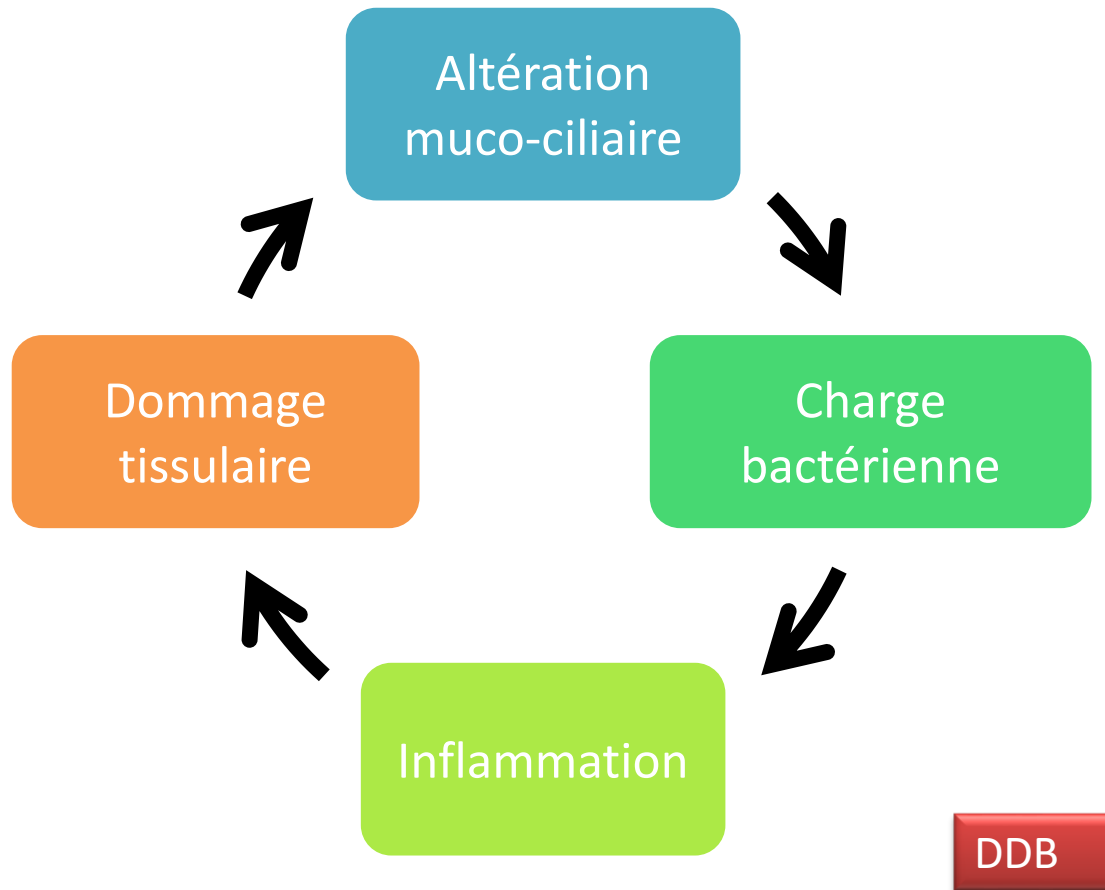 Altération
muco-ciliaire
Dommage
tissulaire
Charge
bactérienne
Inflammation
DDB